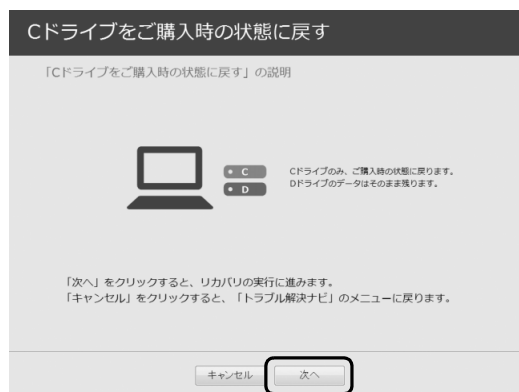 Cドライブをご購入時の状態に戻す
「Cドライブをご購入時の状態に戻す」の説明
C
Cドライブのみ、ご購入時の状態に戻ります。
D
Dドライブのデータはそのまま残ります。
「次へ」をクリックすると、リカバリの実行に進みます。
「キャンセル」をクリックすると、「トラブル解決ナビ」のメニューに戻ります。
キャンセル
次へ